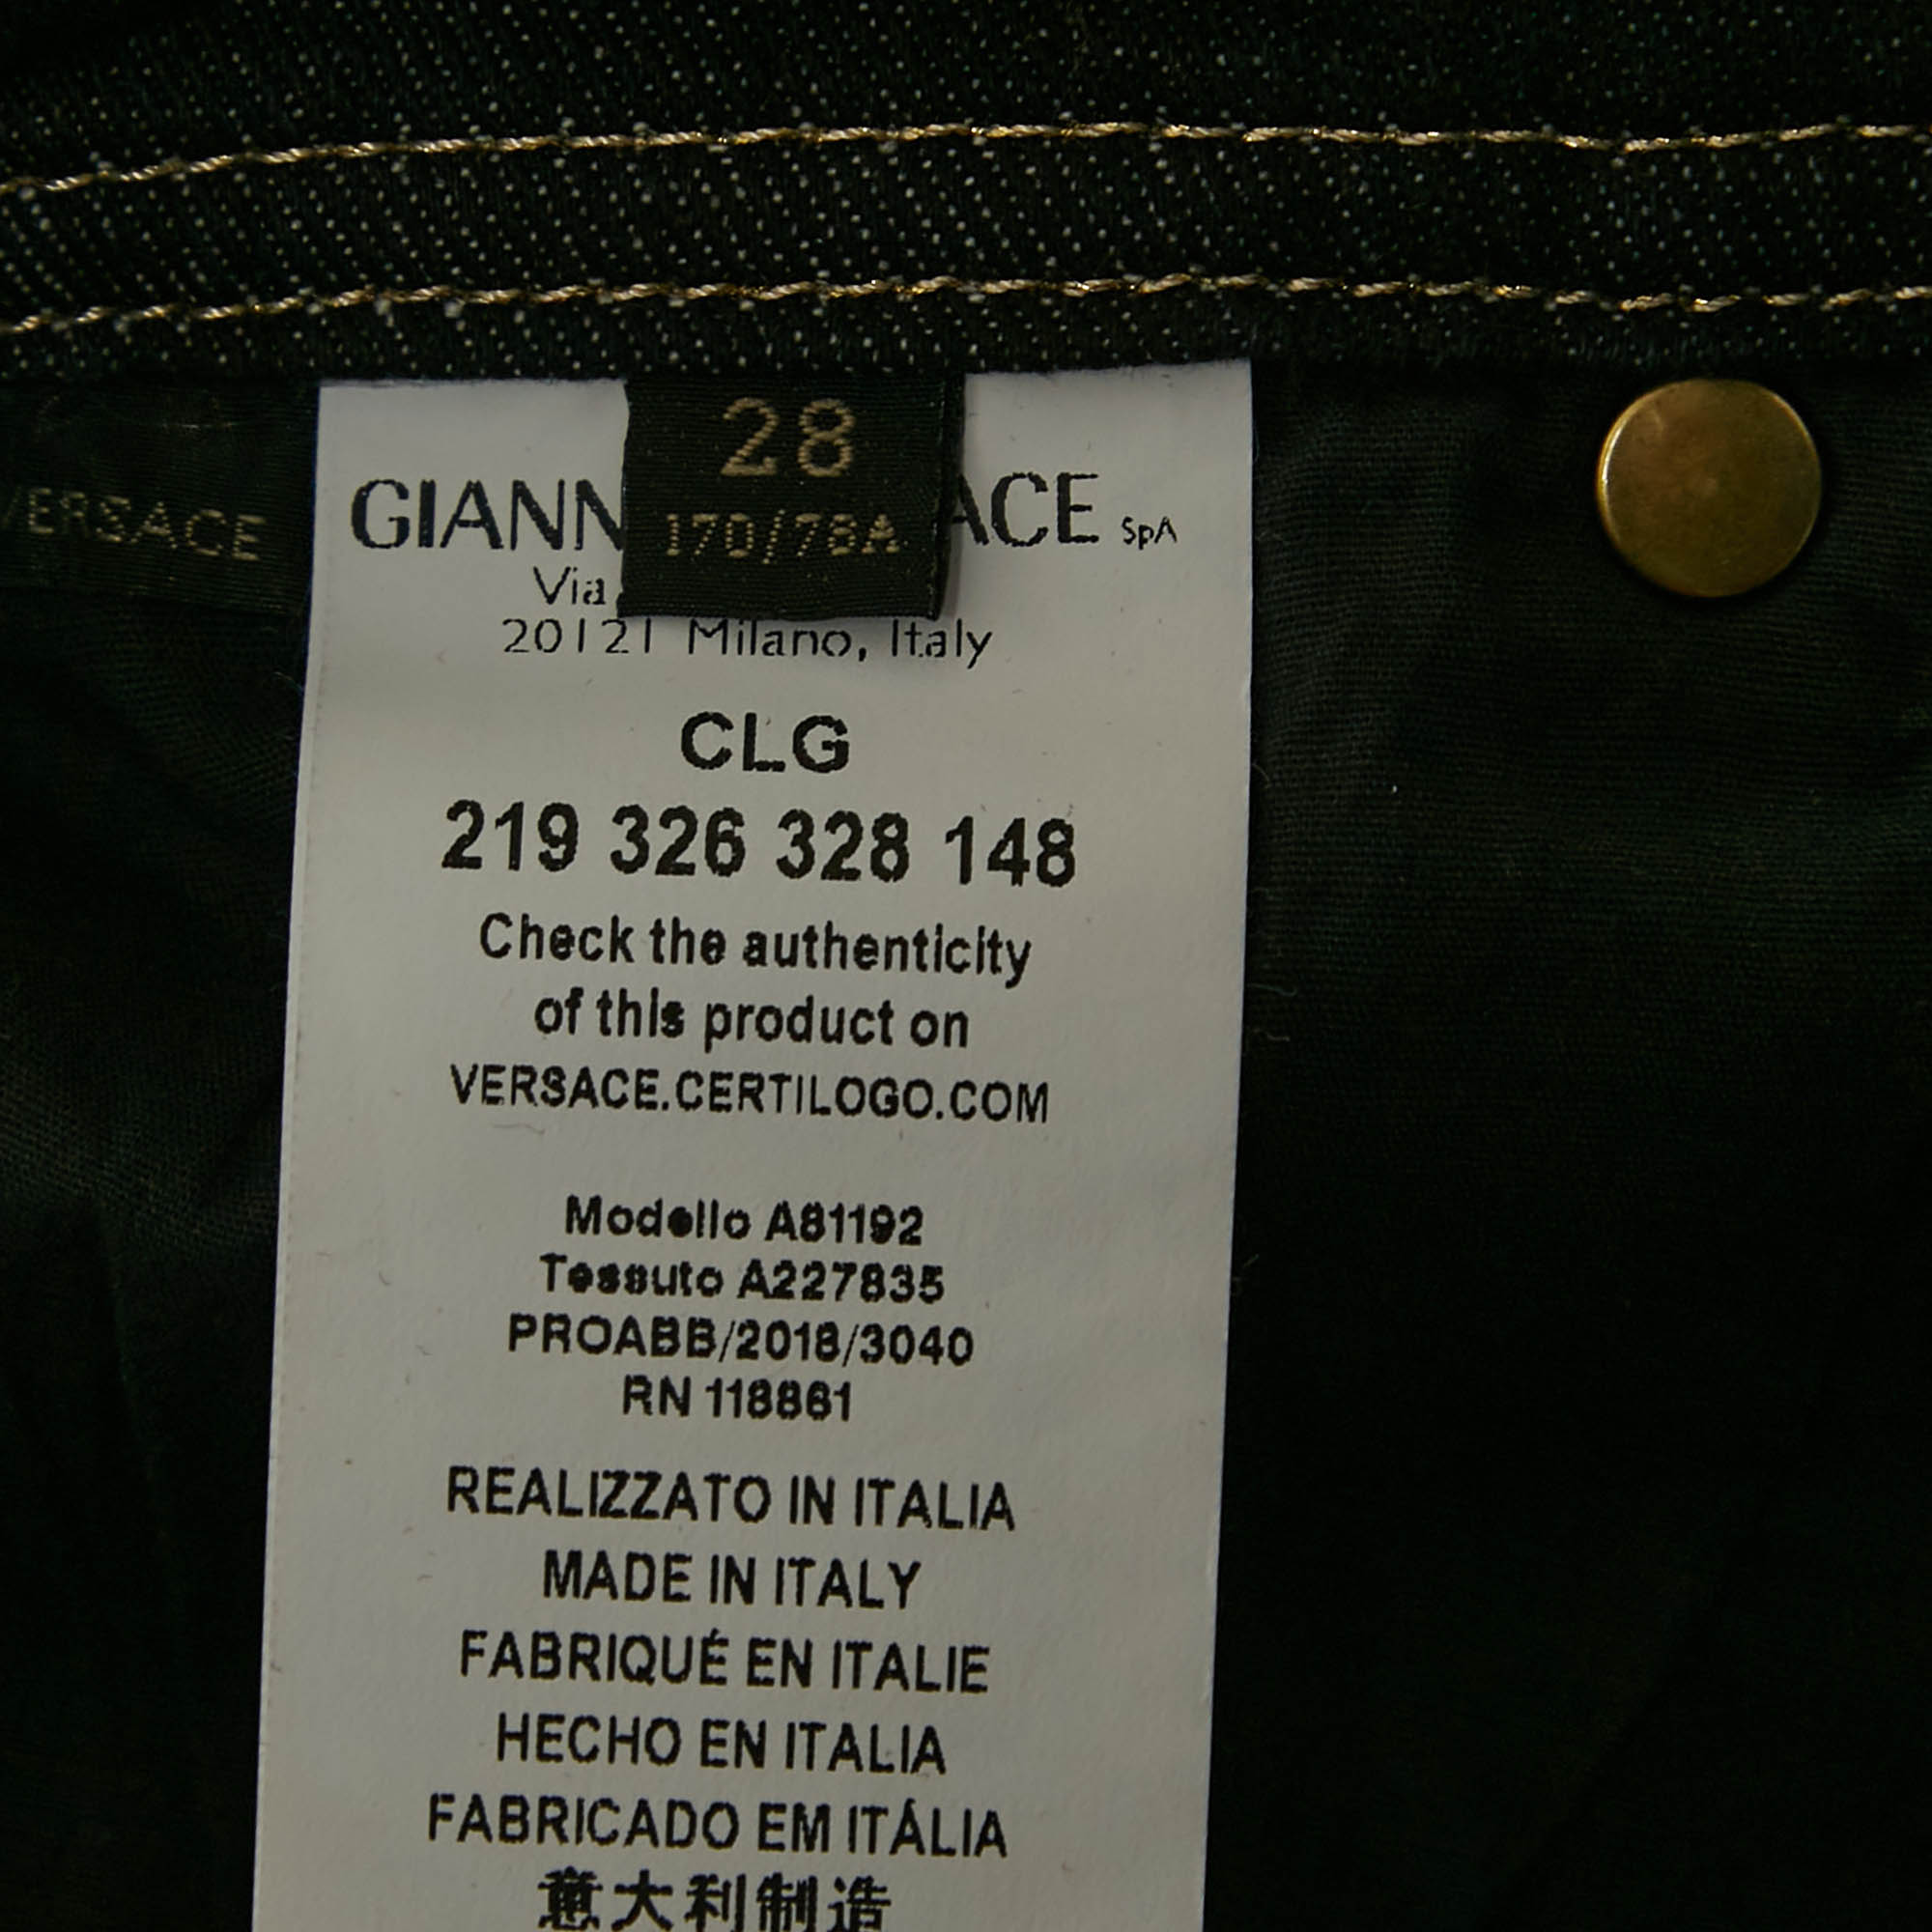 28
170/78A
VERSACE
GIANN ACE SpA
Via
20121 Milano, Italy
CLG
219 326 328 148
Check the authenticity
of this product on
VERSACE.CERTILOGO.COM
Modello A81192
Tessuto A227835
PROABB/2018/3040
RN 118861
REALIZZATO IN ITALIA
MADE IN ITALY
FABRIQUÉ EN ITALIE
HECHO EN ITALIA
FABRICADO EM ITÁLIA
意大利制造